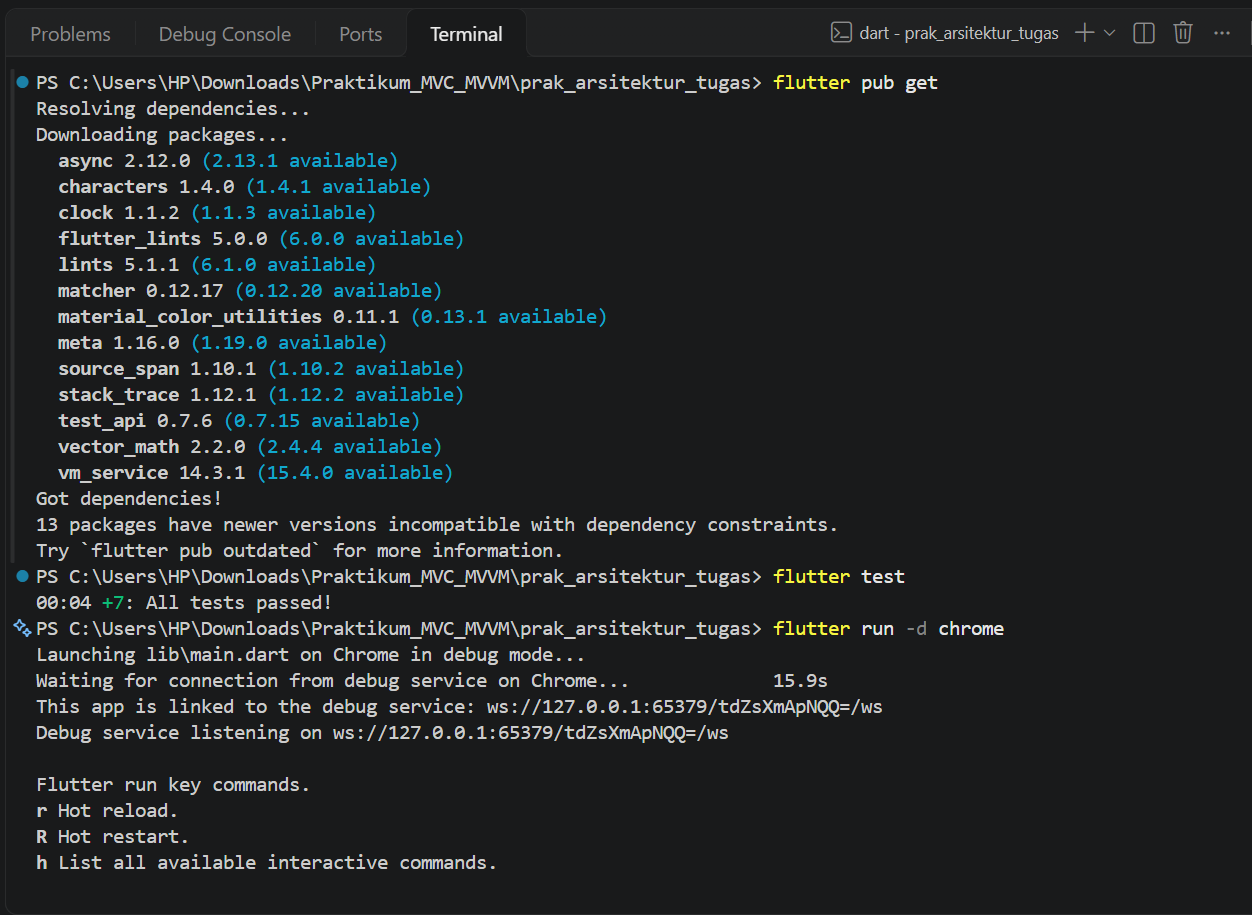 Problems Debug Console Ports Terminal dart - prak_arsitektur_tugas
PS C:\Users\HP\Downloads\Praktikum_MVC_MVVM\prak_arsitektur_tugas> flutter pub get
Resolving dependencies...
Downloading packages...
async 2.12.0 (2.13.1 available)
characters 1.4.0 (1.4.1 available)
clock 1.1.2 (1.1.3 available)
flutter_lints 5.0.0 (6.0.0 available)
lints 5.1.1 (6.1.0 available)
matcher 0.12.17 (0.12.20 available)
material_color_utilities 0.11.1 (0.13.1 available)
meta 1.16.0 (1.19.0 available)
source_span 1.10.1 (1.10.2 available)
stack_trace 1.12.1 (1.12.2 available)
test_api 0.7.6 (0.7.15 available)
vector_math 2.2.0 (2.4.4 available)
vm_service 14.3.1 (15.4.0 available)
Got dependencies!
13 packages have newer versions incompatible with dependency constraints.
Try `flutter pub outdated` for more information.
PS C:\Users\HP\Downloads\Praktikum_MVC_MVVM\prak_arsitektur_tugas> flutter test
00:04 +7: All tests passed!
PS C:\Users\HP\Downloads\Praktikum_MVC_MVVM\prak_arsitektur_tugas> flutter run -d chrome
Launching lib\main.dart on Chrome in debug mode...
Waiting for connection from debug service on Chrome... 15.9s
This app is linked to the debug service: ws://127.0.0.1:65379/tdZsXmApNQQ=/ws
Debug service listening on ws://127.0.0.1:65379/tdZsXmApNQQ=/ws
Flutter run key commands.
r Hot reload.
R Hot restart.
h List all available interactive commands.